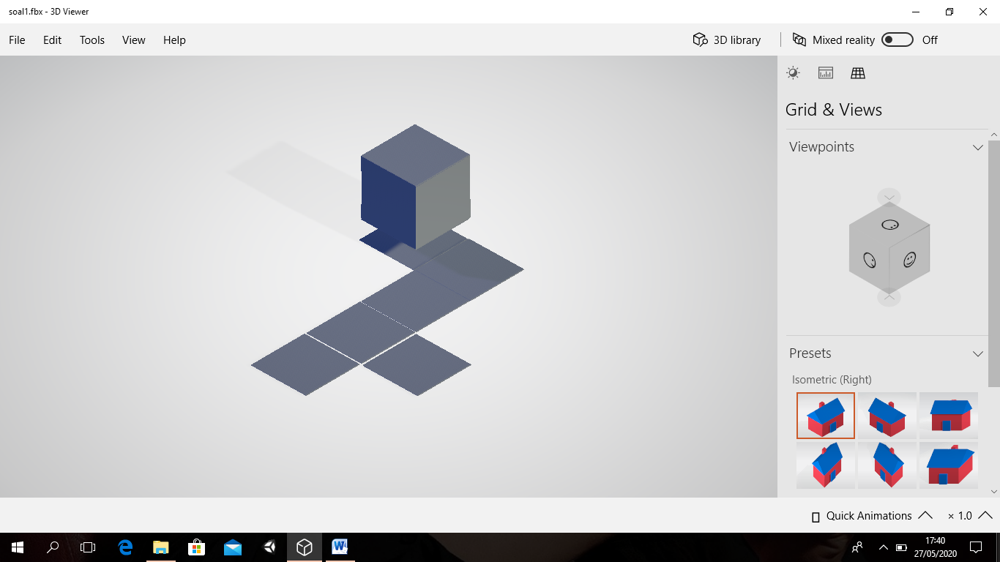 soal1.fbx - 3D Viewer
File Edit Tools View Help
3D library
Mixed reality Off
Grid & Views
Viewpoints
Presets
Isometric (Right)
Quick Animations
× 1.0
17:40
27/05/2020